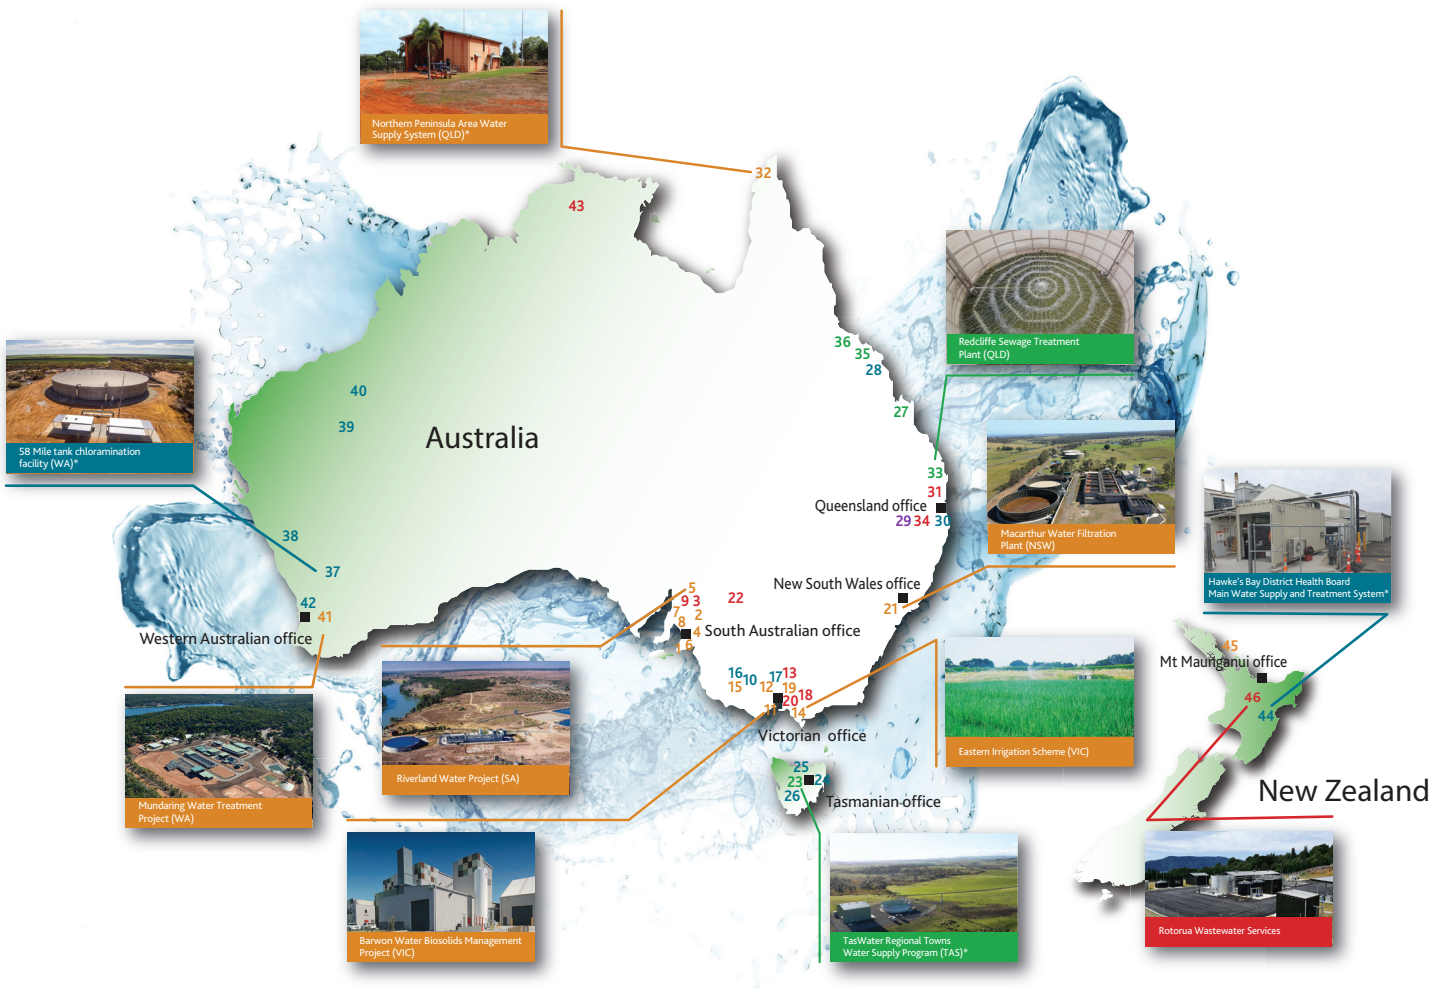 Northern Peninsula Area Water
Supply System (QLD)*
32
43
Redcliffe Sewage Treatment
Plant (QLD)
36
35
28
27
40
39
Australia
58 Mile tank chloramination
facility (WA)*
33
31
Queensland office
29 34 30
Macarthur Water Filtration
Plant (NSW)
38
37
42
41
Western Australian office
New South Wales office
21
Hawke's Bay District Health Board
Main Water Supply and Treatment System*
5
9 3
22
7
2
8
4
South Australian office
1 6
45
Mt Maunganui office
46
44
16
10
17
13
15
12
19
18
20
11
14
Victorian office
Eastern Irrigation Scheme (VIC)
Riverland Water Project (SA)
Mundaring Water Treatment
Project (WA)
25
23
24
26
Tasmanian office
New Zealand
Barwon Water Biosolids Management
Project (VIC)
TasWater Regional Towns
Water Supply Program (TAS)*
Rotorua Wastewater Services